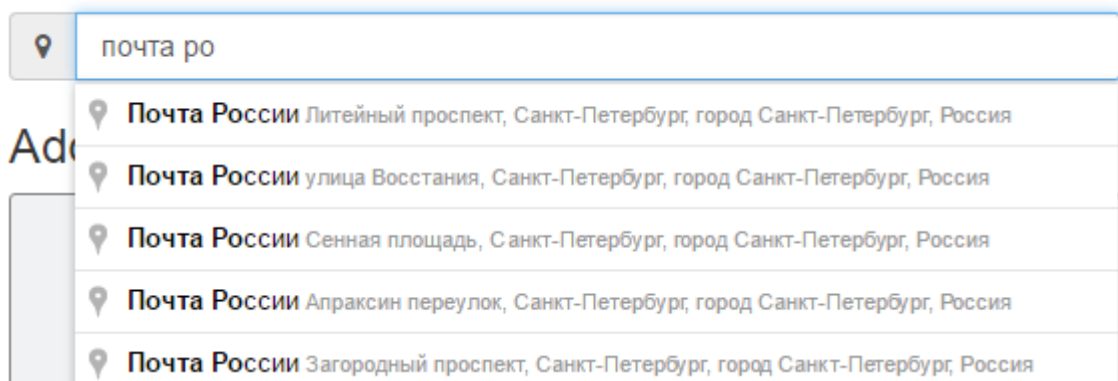 почта ро
Почта России Литейный проспект, Санкт-Петербург, город Санкт-Петербург, Россия
Ad
Почта России улица Восстания, Санкт-Петербург, город Санкт-Петербург, Россия
Почта России Сенная площадь, Санкт-Петербург, город Санкт-Петербург, Россия
Почта России Апраксин переулок, Санкт-Петербург, город Санкт-Петербург, Россия
Почта России Загородный проспект, Санкт-Петербург, город Санкт-Петербург, Россия